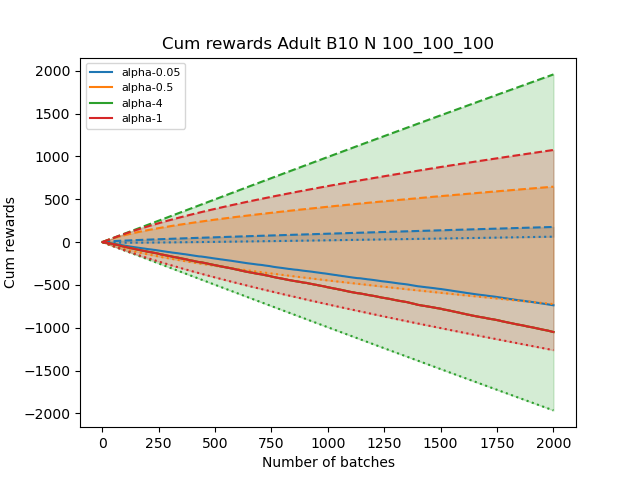 Cum rewards Adult B10 N 100_100_100
alpha-0.05
alpha-0.5
alpha-4
alpha-1
2000
1500
1000
500
0
−500
−1000
−1500
−2000
Cum rewards
0 250 500 750 1000 1250 1500 1750 2000
Number of batches